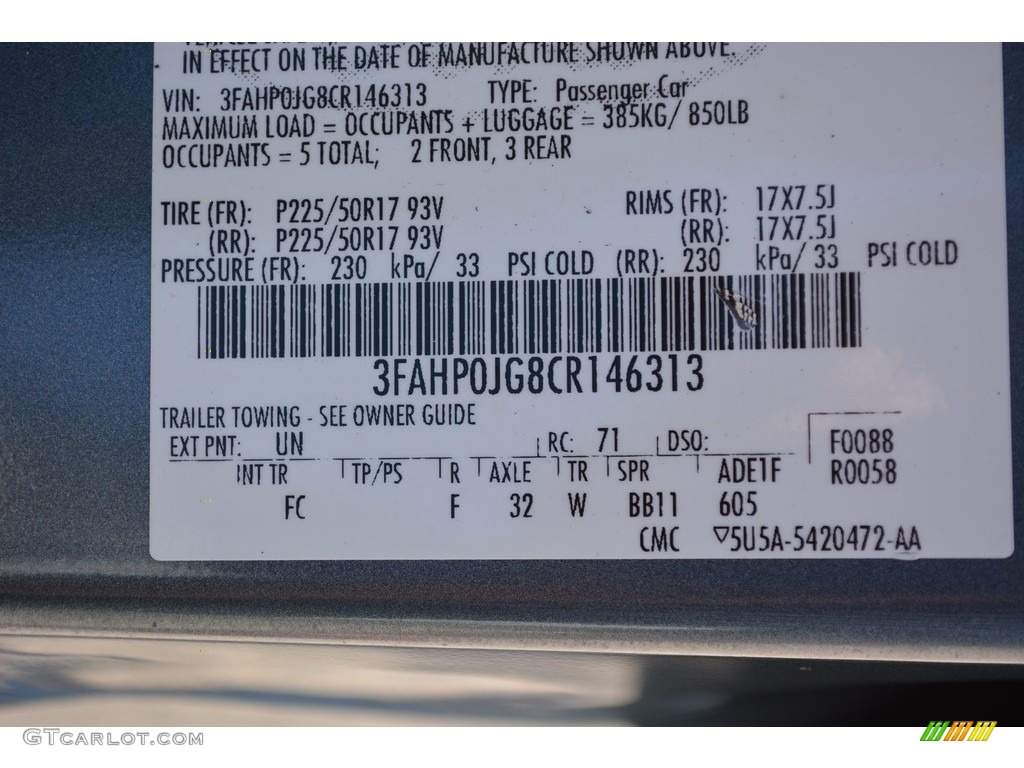 IN EFFECT ON THE DATE OF MANUFACTURE SHOWN ABOVE.
VIN: 3FAHP0JG8CR146313 TYPE: Passenger Car
MAXIMUM LOAD = OCCUPANTS + LUGGAGE = 385KG/ 850LB
OCCUPANTS = 5 TOTAL; 2 FRONT, 3 REAR
TIRE (FR): P225/50R17 93V RIMS (FR): 17X7.5J
(RR): P225/50R17 93V (RR): 17X7.5J
PRESSURE (FR): 230 kPa/ 33 PSI COLD (RR): 230 kPa/ 33 PSI COLD
3FAHP0JG8CR146313
TRAILER TOWING - SEE OWNER GUIDE
EXT PNT: UN RC: 71 DSO: F0088
INT TR TP/PS R AXLE TR SPR ADE1F R0058
FC F 32 W BB11 605
CMC ▽5U5A-5420472-AA
GTCARLOT.COM